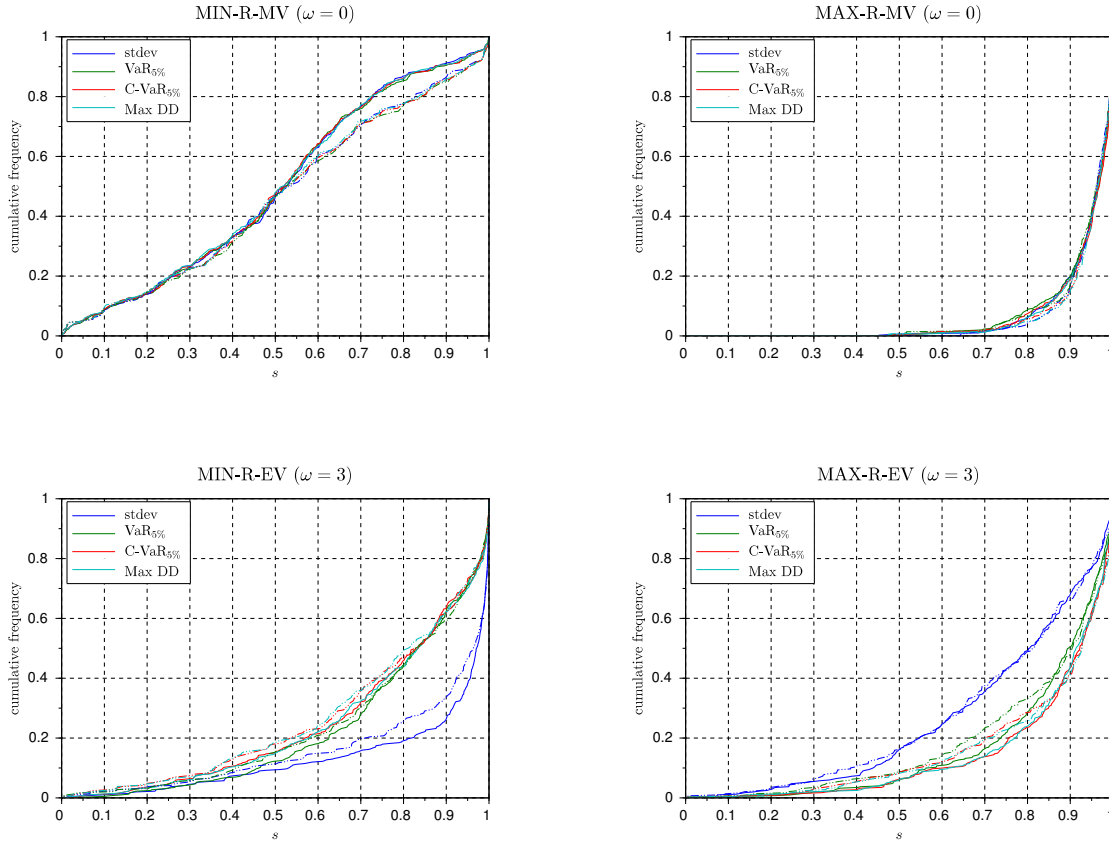 MIN-R-MV (ω = 0)
1
0.8
0.6
0.4
0.2
0
cumulative frequency
stdev
VaR5%
C-VaR5%
Max DD
0 0.1 0.2 0.3 0.4 0.5 0.6 0.7 0.8 0.9 1
s
MAX-R-MV (ω = 0)
1
0.8
0.6
0.4
0.2
0
cumulative frequency
stdev
VaR5%
C-VaR5%
Max DD
0 0.1 0.2 0.3 0.4 0.5 0.6 0.7 0.8 0.9
s
MIN-R-EV (ω = 3)
1
0.8
0.6
0.4
0.2
0
cumulative frequency
stdev
VaR5%
C-VaR5%
Max DD
0 0.1 0.2 0.3 0.4 0.5 0.6 0.7 0.8 0.9 1
s
MAX-R-EV (ω = 3)
1
0.8
0.6
0.4
0.2
0
cumulative frequency
stdev
VaR5%
C-VaR5%
Max DD
0 0.1 0.2 0.3 0.4 0.5 0.6 0.7 0.8 0.9
s